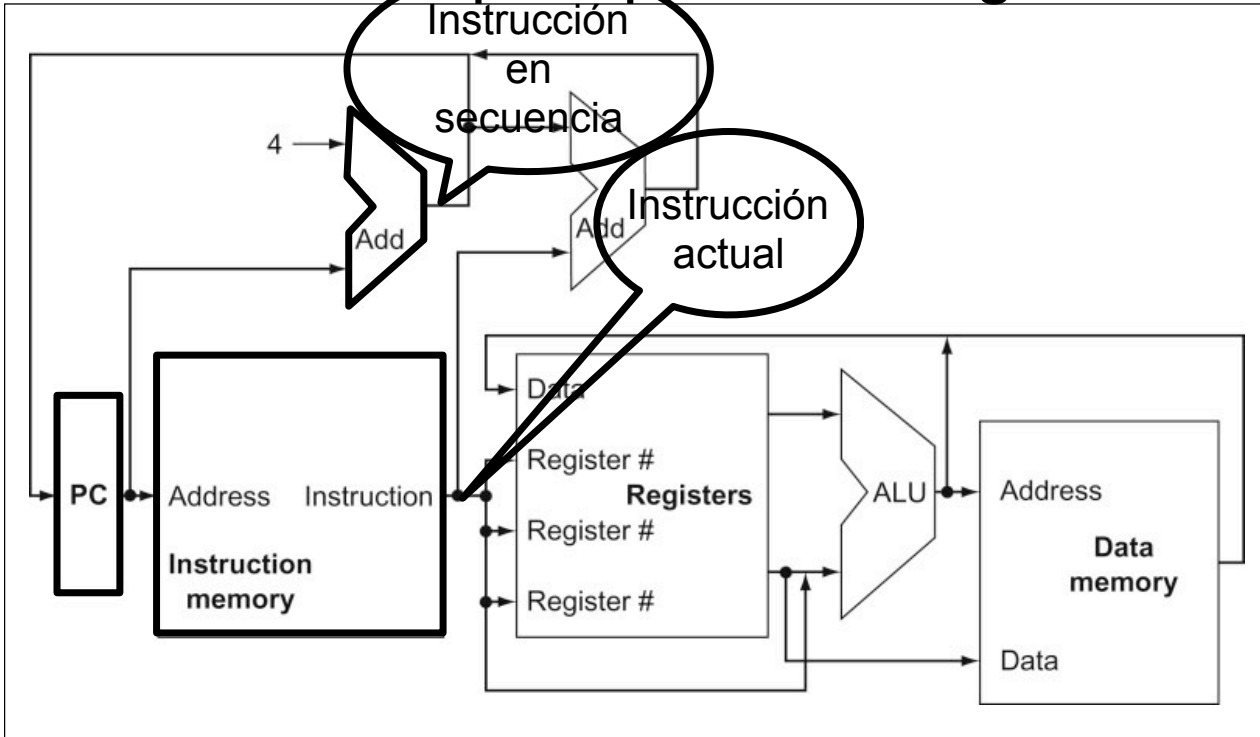 Instrucción
en
secuencia
4
Add
Add
Instrucción
actual
Data
Register #
PC
Address
Instruction
Registers
ALU
Address
Register #
Instruction
memory
Data
memory
Register #
Data